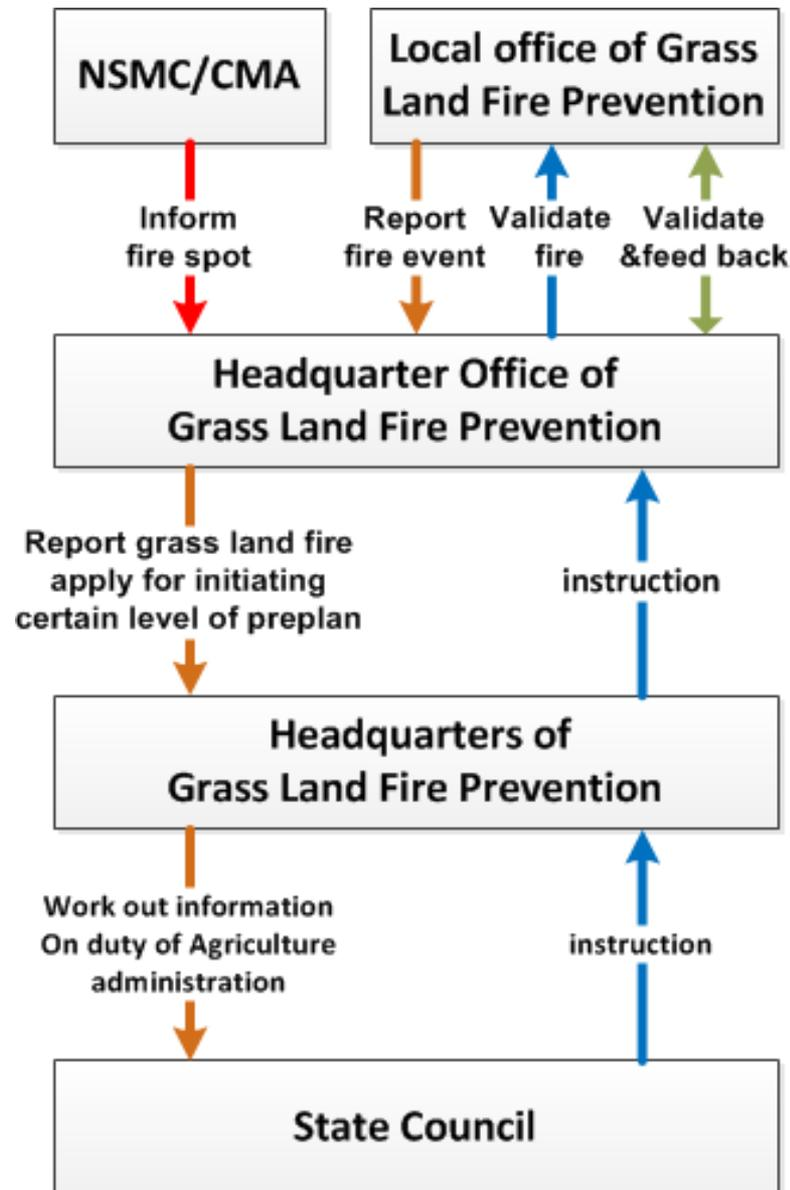 NSMC/CMA
Local office of Grass
Land Fire Prevention
Inform
fire spot
Report
fire event
Validate
fire
Validate
&feed back
Headquarter Office of
Grass Land Fire Prevention
Report grass land fire
apply for initiating
certain level of preplan
instruction
Headquarters of
Grass Land Fire Prevention
Work out information
On duty of Agriculture
administration
instruction
State Council